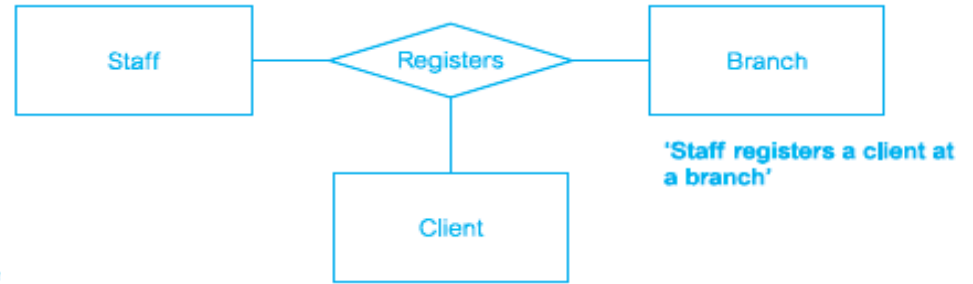 Staff
Registers
Branch
'Staff registers a client at
a branch'
Client